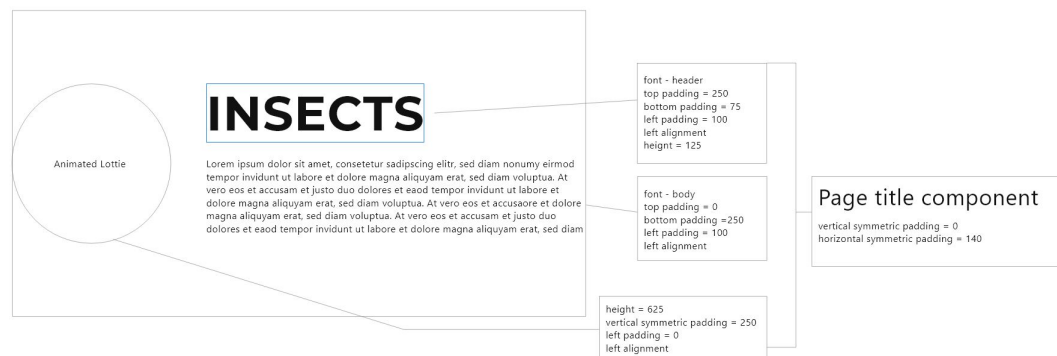 Animated Lottie
INSECTS
Lorem ipsum dolor sit amet, consetetur sadipscing elitr, sed diam nonumy eirmod
tempor invidunt ut labore et dolore magna aliquyam erat, sed diam voluptua. At
vero eos et accusam et justo duo dolores et eaod tempor invidunt ut labore et
dolore magna aliquyam erat, sed diam voluptua. At vero eos et accusaore et dolore
magna aliquyam erat, sed diam voluptua. At vero eos et accusam et justo duo
dolores et eaod tempor invidunt ut labore et dolore magna aliquyam erat, sed diam
font - header
top padding = 250
bottom padding = 75
left padding = 100
left alignment
heignt = 125
font - body
top padding = 0
bottom padding =250
left padding = 100
left alignment
height = 625
vertical symmetric padding = 250
left padding = 0
left alignment
Page title component
vertical symmetric padding = 0
horizontal symmetric padding = 140